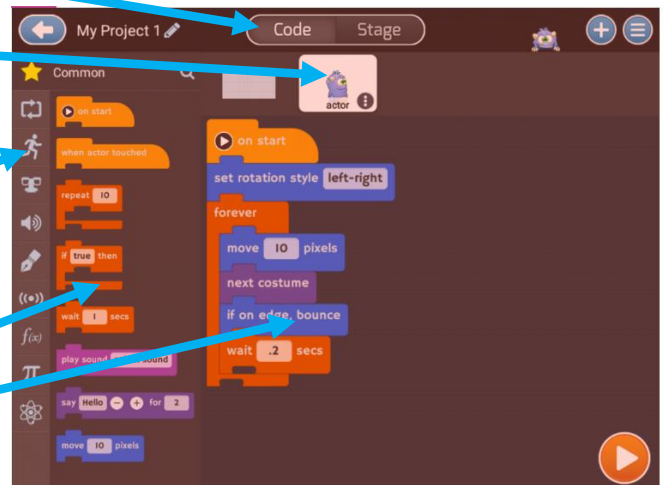 My Project 1
Code Stage
Common
actor
on start
when actor touched
repeat 10
if true then
wait 1 secs
play sound
say Hello for 2
move 10 pixels
((•))
f(x)
π
on start
set rotation style left-right
forever
move 10 pixels
next costume
if on edge, bounce
wait .2 secs